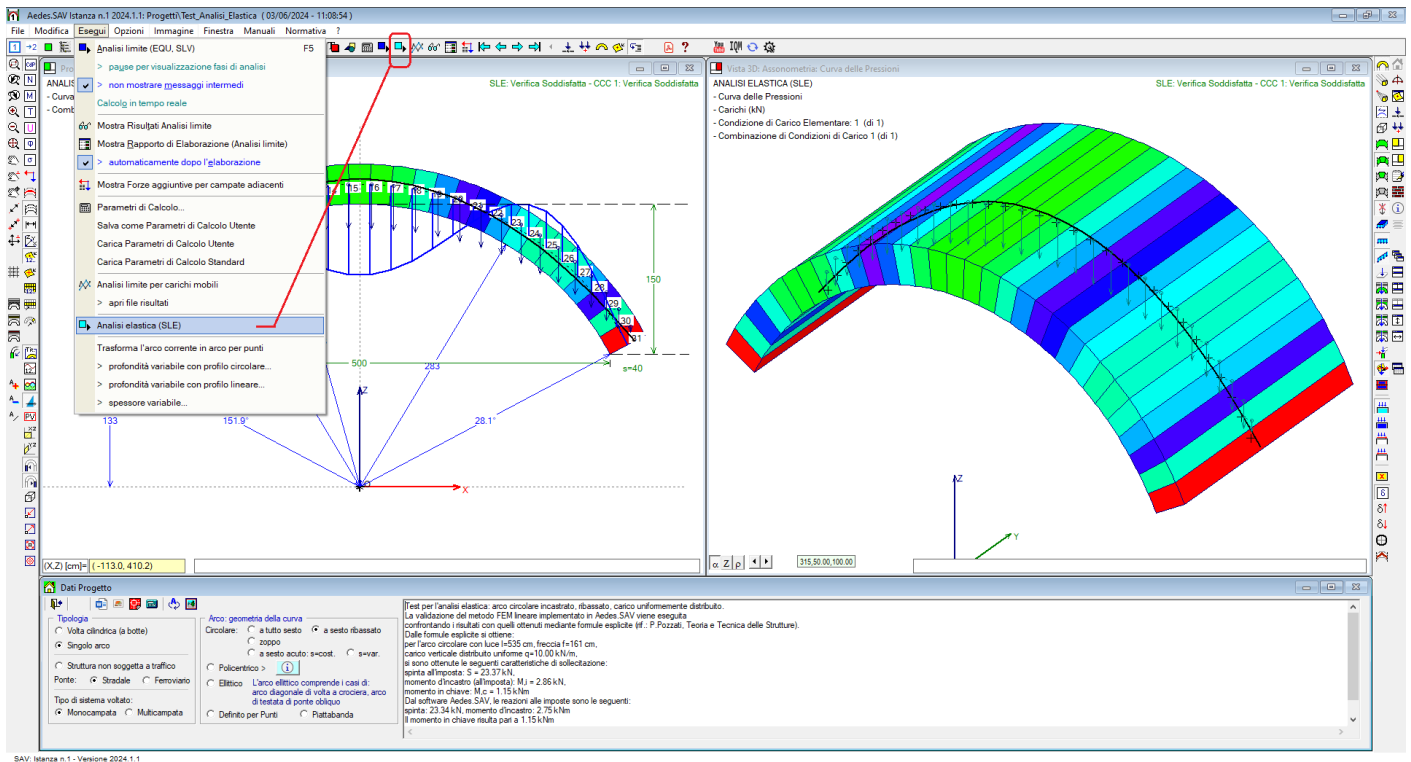 Aedes.SAV Istanza n.1 2024.1.1: Progetti\Test_Analisi_Elastica ( 03/06/2024 - 11:08:54 )
File Modifica Esegui Opzioni Immagine Finestra Manuali Normativa ?
Analisi limite (EQU, SLV) F5
> pause per visualizzazione fasi di analisi
> non mostrare messaggi intermedi
Calcolo in tempo reale
Mostra Risultati Analisi limite
Mostra Rapporto di Elaborazione (Analisi limite)
> automaticamente dopo l'elaborazione
Mostra Forze aggiuntive per campate adiacenti
Parametri di Calcolo...
Salva come Parametri di Calcolo Utente
Carica Parametri di Calcolo Utente
Carica Parametri di Calcolo Standard
Analisi limite per carichi mobili
> apri file risultati
Analisi elastica (SLE)
Trasforma l'arco corrente in arco per punti
> profondità variabile con profilo circolare...
> profondità variabile con profilo lineare...
> spessore variabile...
SLE: Verifica Soddisfatta - CCC 1: Verifica Soddisfatta
15 16 17 18 19 20 21 22 23 24 25 26 27 28 29 30 31
150
500
283
s=40
Z
133
151.9°
28.1°
X
(X,Z) [cm]= ( -113.0, 410.2)
Vista 3D: Assonometria: Curva delle Pressioni
ANALISI ELASTICA (SLE)
SLE: Verifica Soddisfatta - CCC 1: Verifica Soddisfatta
- Curva delle Pressioni
- Carichi (kN)
- Condizione di Carico Elementare: 1 (di 1)
- Combinazione di Condizioni di Carico 1 (di 1)
Z
Y
α Z ρ
315,50.00,100.00
Dati Progetto
Tipologia
Volta cilindrica (a botte)
Singolo arco
Struttura non soggetta a traffico
Ponte: Stradale Ferroviario
Tipo di sistema voltato:
Monocampata Multicampata
Arco: geometria della curva
Circolare: a tutto sesto a sesto ribassato
zoppo
a sesto acuto: s=cost. s=var.
Policentrico >
Ellittico L'arco ellittico comprende i casi di:
arco diagonale di volta a crociera, arco
di testata di ponte obliquo
Definito per Punti Piattabanda
Test per l'analisi elastica: arco circolare incastrato, ribassato, carico uniformemente distribuito.
La validazione del metodo FEM lineare implementato in Aedes.SAV viene eseguita
confrontando i risultati con quelli ottenuti mediante formule esplicite (rif.: P.Pozzati, Teoria e Tecnica delle Strutture).
Dalle formule esplicite si ottiene:
per l'arco circolare con luce l=535 cm, freccia f=161 cm,
carico verticale distribuito uniforme q=10.00 kN/m,
si sono ottenute le seguenti caratteristiche di sollecitazione:
spinta all'imposta: S = 23.37 kN,
momento d'incastro (all'imposta): M,i = 2.86 kN,
momento in chiave: M,c = 1.15 kNm
Dal software Aedes.SAV, le reazioni alle imposte sono le seguenti:
spinta: 23.34 kN, momento d'incastro: 2.75 kNm
Il momento in chiave risulta pari a 1.15 kNm
SAV: Istanza n.1 - Versione 2024.1.1